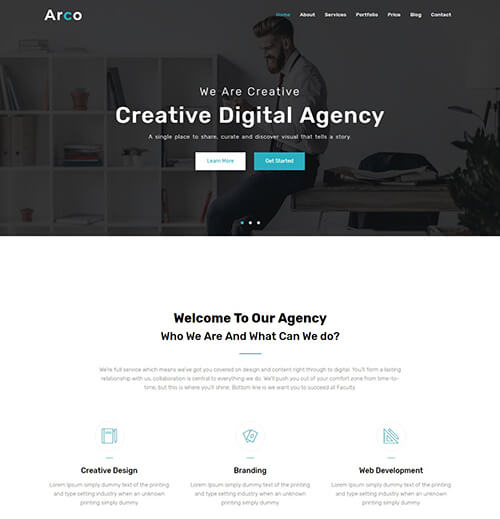 Arco
Home About Services Portfolio Price Blog Contact
We Are Creative
Creative Digital Agency
A single place to share, curate and discover visual that tells a story.
Learn More Get Started
Welcome To Our Agency
Who We Are And What Can We do?
We're full service which means we've got you covered on design and content right through to digital. You'll form a lasting
relationship with us, collaboration is central to everything we do. We'll push you out of your comfort zone from time-to-
time, but this is where you'll shine. Bottom line is we want you to succeed at Faculty
Creative Design Branding Web Development
Lorem Ipsum simply dummy text of the printing
and type setting industry when an unknown
printing simply dummy
Lorem Ipsum simply dummy text of the printing
and type setting industry when an unknown
printing simply dummy
Lorem Ipsum simply dummy text of the printing
and type setting industry when an unknown
printing simply dummy